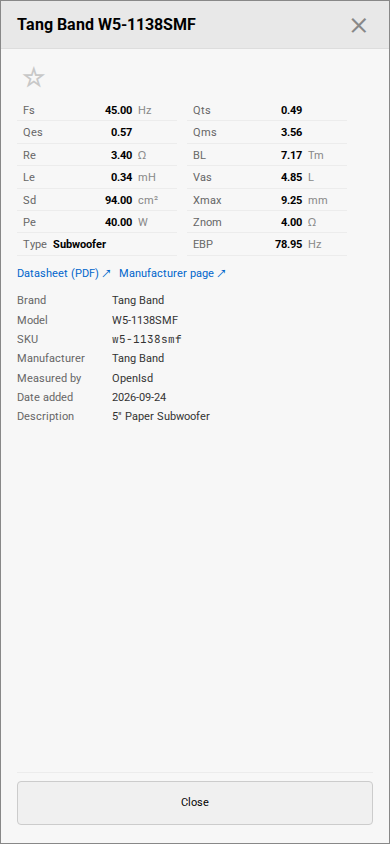 Tang Band W5-1138SMF
Fs 45.00 Hz Qts 0.49
Qes 0.57 Qms 3.56
Re 3.40 Ω BL 7.17 Tm
Le 0.34 mH Vas 4.85 L
Sd 94.00 cm² Xmax 9.25 mm
Pe 40.00 W Znom 4.00 Ω
Type Subwoofer EBP 78.95 Hz
Datasheet (PDF) ↗ Manufacturer page ↗
Brand Tang Band
Model W5-1138SMF
SKU w5-1138smf
Manufacturer Tang Band
Measured by Openlsd
Date added 2026-09-24
Description 5" Paper Subwoofer
Close